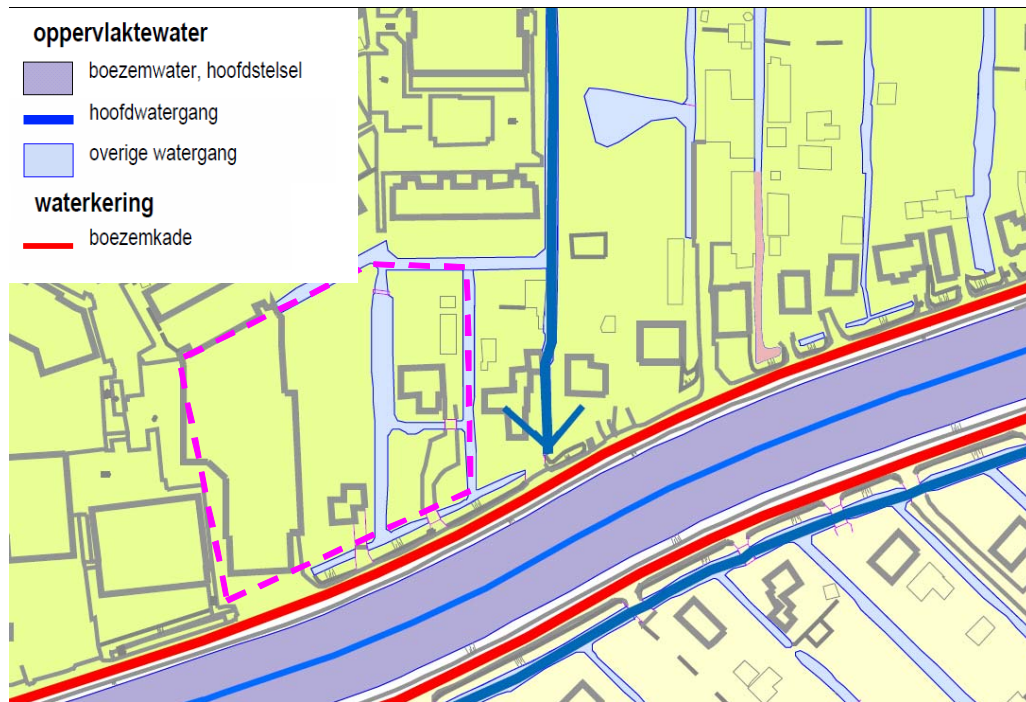 oppervlaktewater
boezemwater, hoofdstelsel
hoofdwatergang
overige watergang
waterkering
boezemkade